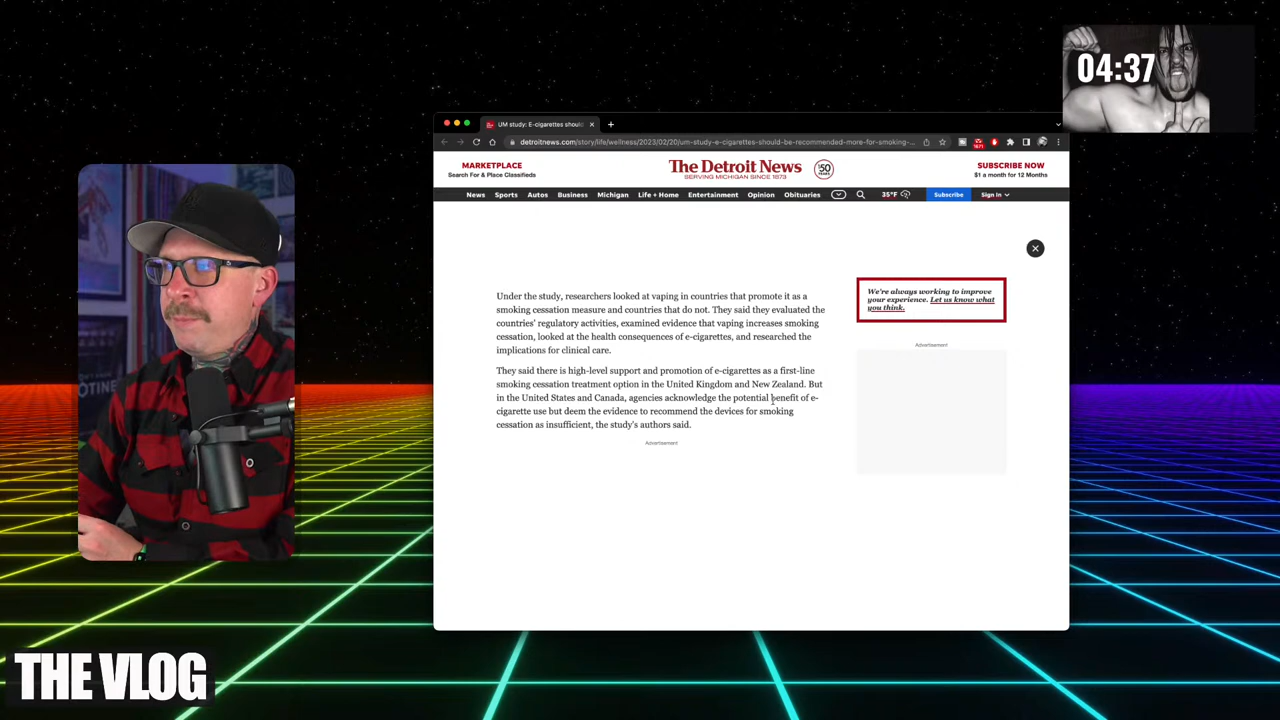 04:37
UM study: E-cigarettes should
detroitnews.com/story/life/wellness/2023/02/20/um-study-e-cigarettes-should-be-recommended-more-for-smoking-...
MARKETPLACE
Search For & Place Classifieds
The Detroit News
SERVING MICHIGAN SINCE 1873
150
YEARS
SUBSCRIBE NOW
$1 a month for 12 Months
News Sports Autos Business Michigan Life + Home Entertainment Opinion Obituaries 35°F Subscribe Sign In
Under the study, researchers looked at vaping in countries that promote it as a
smoking cessation measure and countries that do not. They said they evaluated the
countries' regulatory activities, examined evidence that vaping increases smoking
cessation, looked at the health consequences of e-cigarettes, and researched the
implications for clinical care.
They said there is high-level support and promotion of e-cigarettes as a first-line
smoking cessation treatment option in the United Kingdom and New Zealand. But
in the United States and Canada, agencies acknowledge the potential benefit of e-
cigarette use but deem the evidence to recommend the devices for smoking
cessation as insufficient, the study's authors said.
Advertisement
We're always working to improve
your experience. Let us know what
you think.
Advertisement
THE VLOG